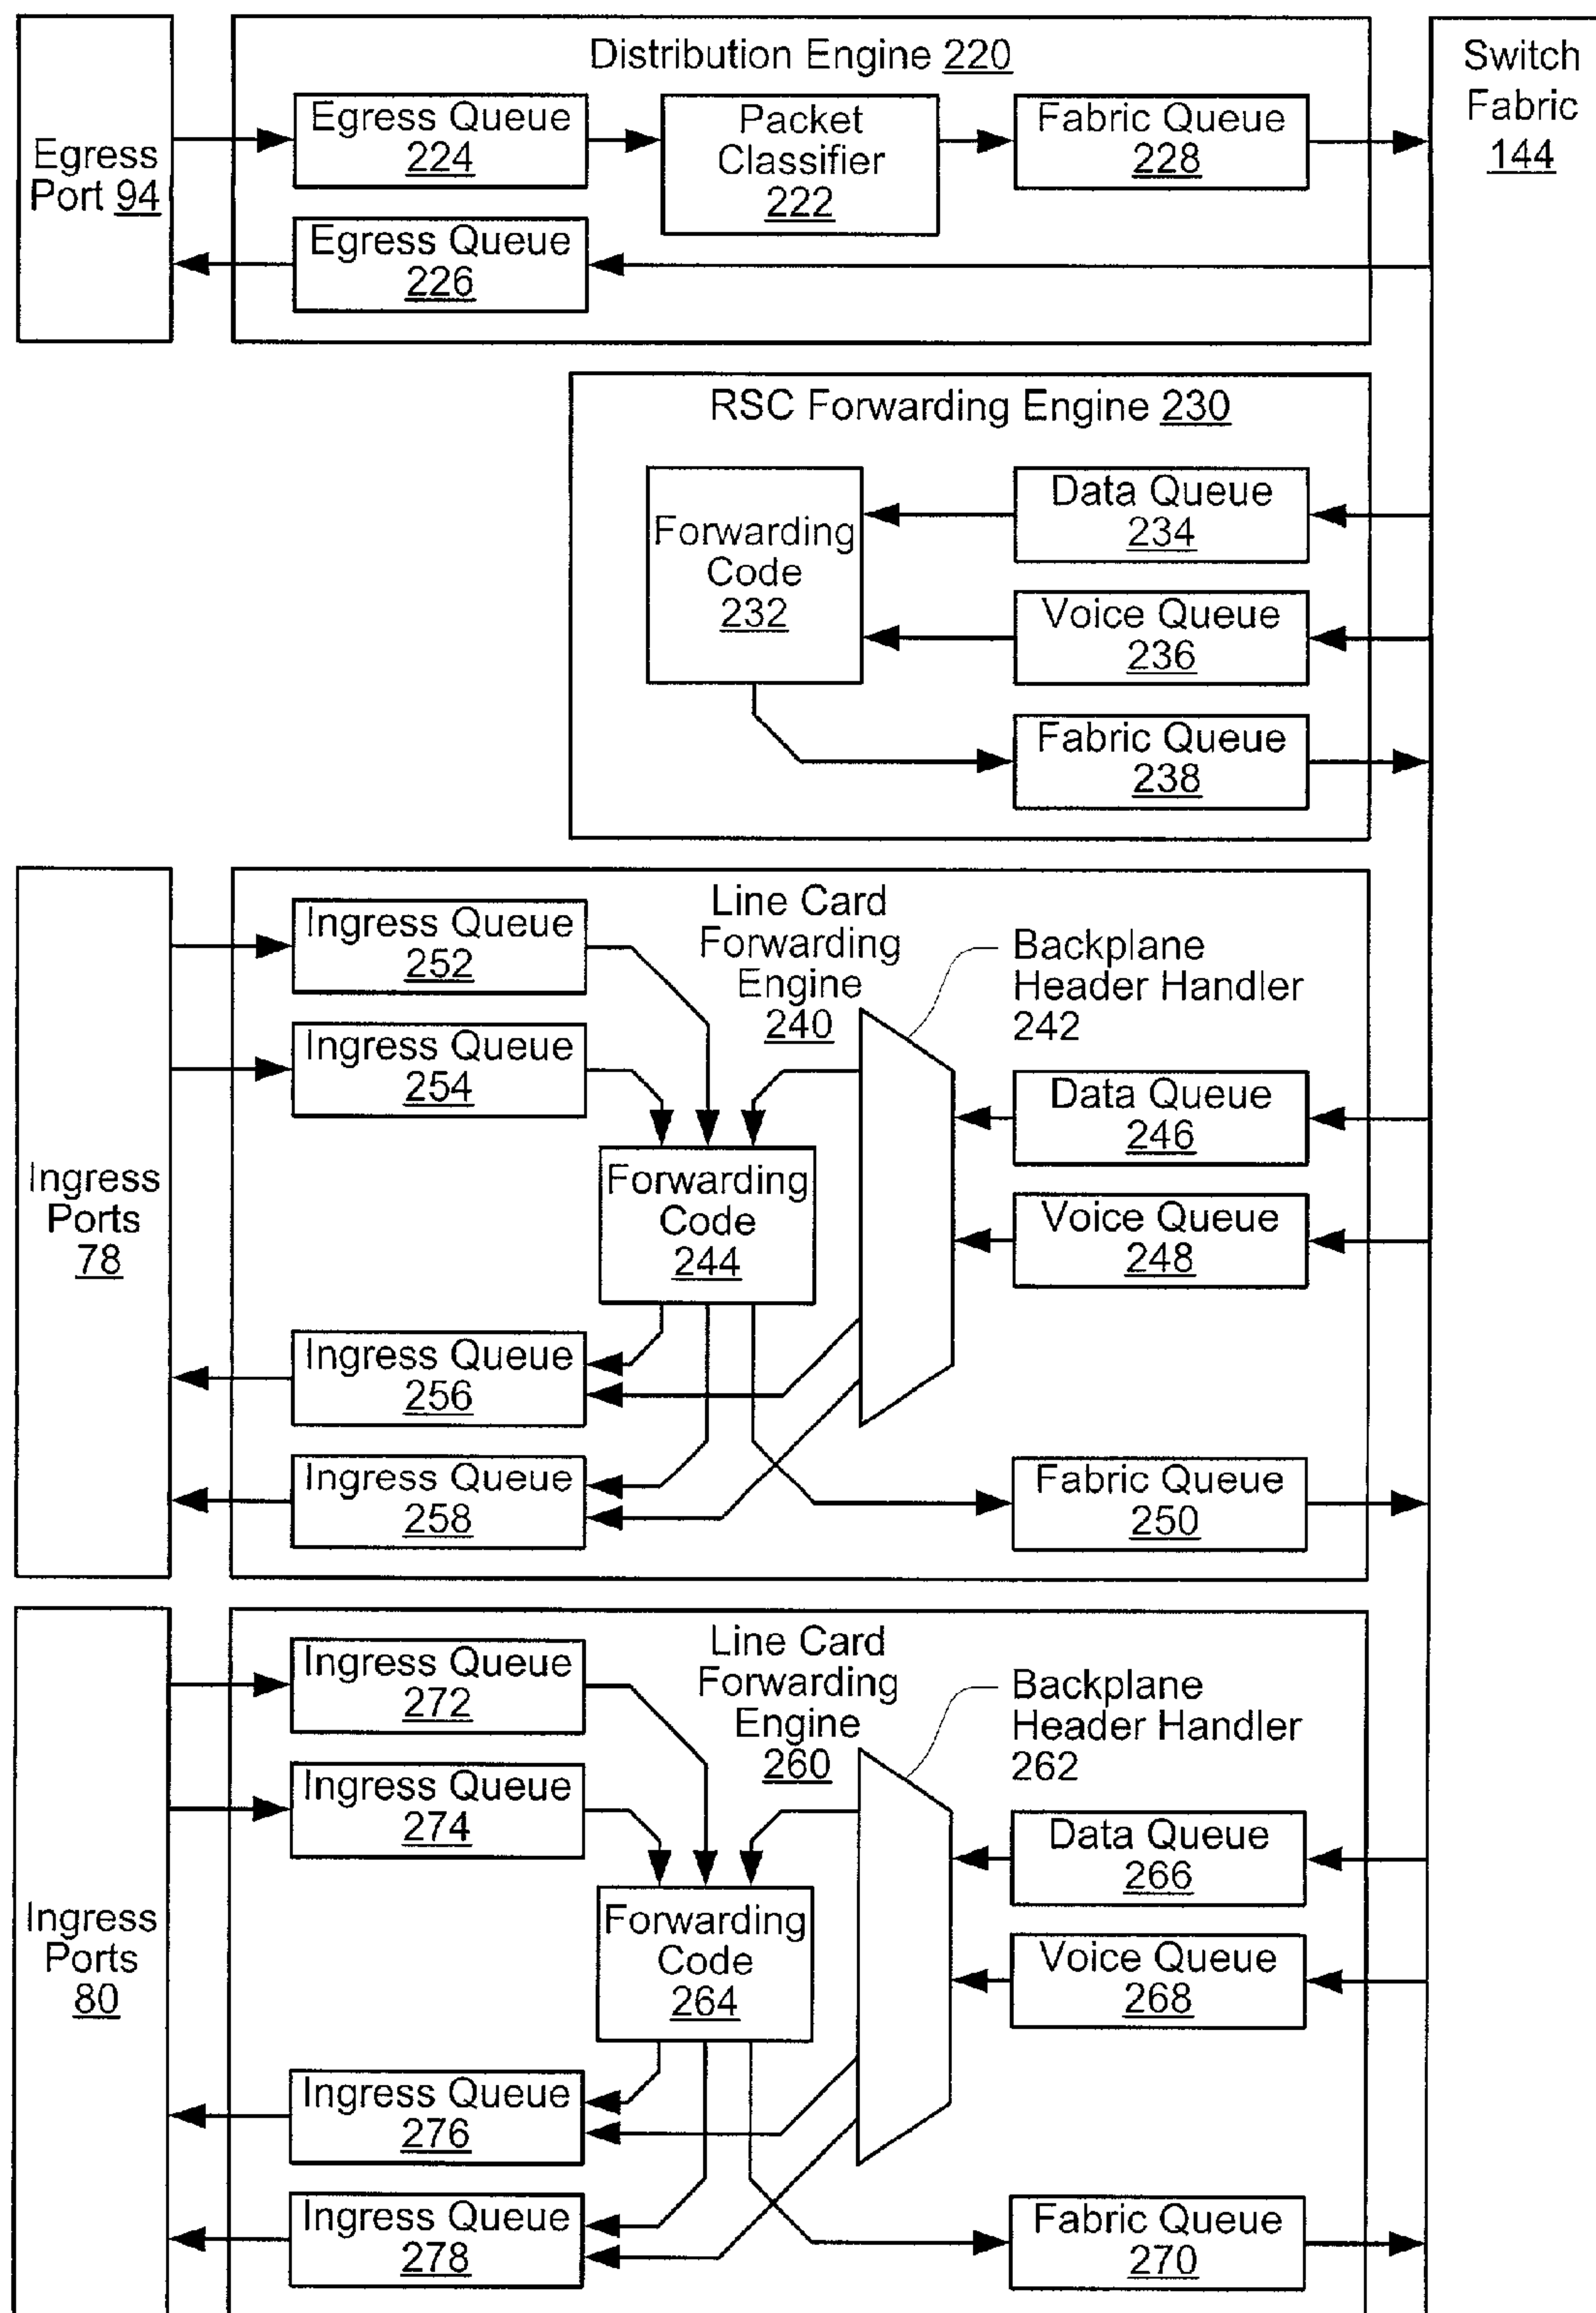 Distribution Engine 220
Switch
Fabric
144
Egress
Port 94
Egress Queue
224
Packet
Classifier
222
Fabric Queue
228
Egress Queue
226
RSC Forwarding Engine 230
Forwarding
Code
232
Data Queue
234
Voice Queue
236
Fabric Queue
238
Ingress
Ports
78
Line Card
Forwarding
Engine
240
Ingress Queue
252
Ingress Queue
254
Backplane
Header Handler
242
Data Queue
246
Forwarding
Code
244
Voice Queue
248
Ingress Queue
256
Ingress Queue
258
Fabric Queue
250
Ingress
Ports
80
Line Card
Forwarding
Engine
260
Ingress Queue
272
Ingress Queue
274
Backplane
Header Handler
262
Data Queue
266
Forwarding
Code
264
Voice Queue
268
Ingress Queue
276
Ingress Queue
278
Fabric Queue
270